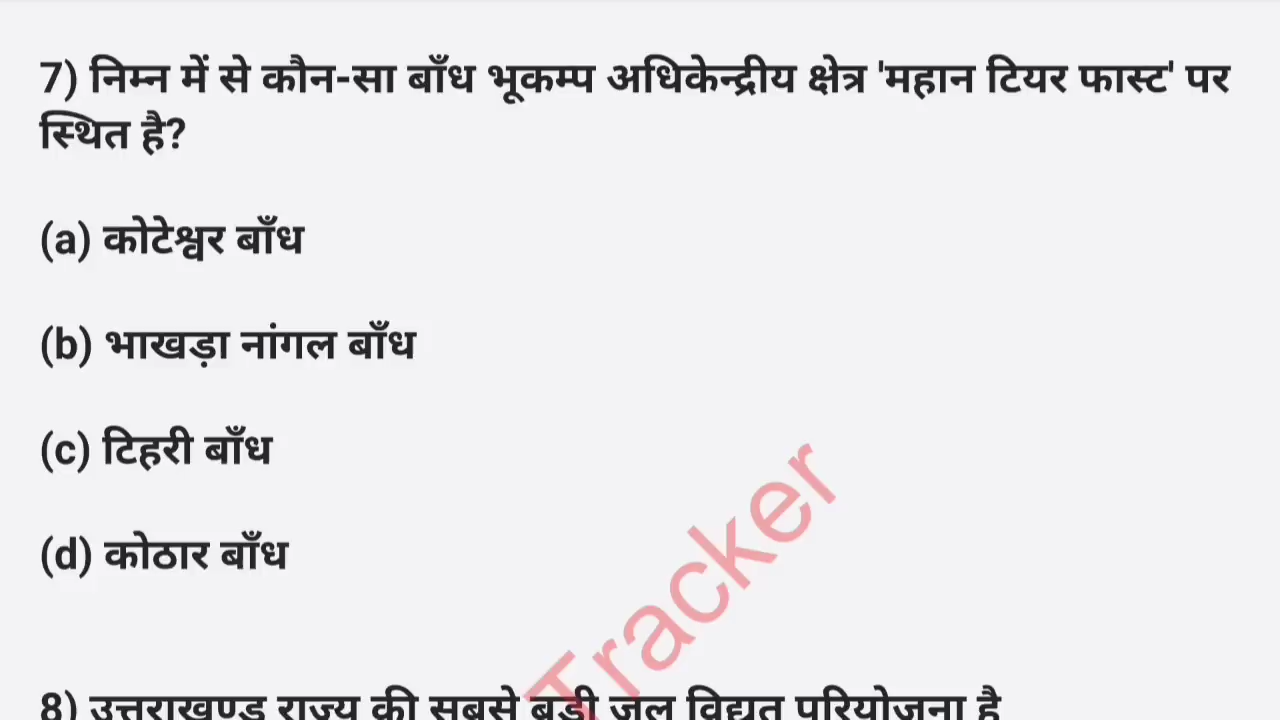 7) निम्न में से कौन-सा बाँध भूकम्प अधिकेन्द्रीय क्षेत्र 'महान टियर फास्ट' पर
स्थित है?
(a) कोटेश्वर बाँध
(b) भाखड़ा नांगल बाँध
(c) टिहरी बाँध
(d) कोठार बाँध
Tracker
8) उत्तराखण्ड राज्य की सबसे बड़ी जल विद्युत परियोजना है